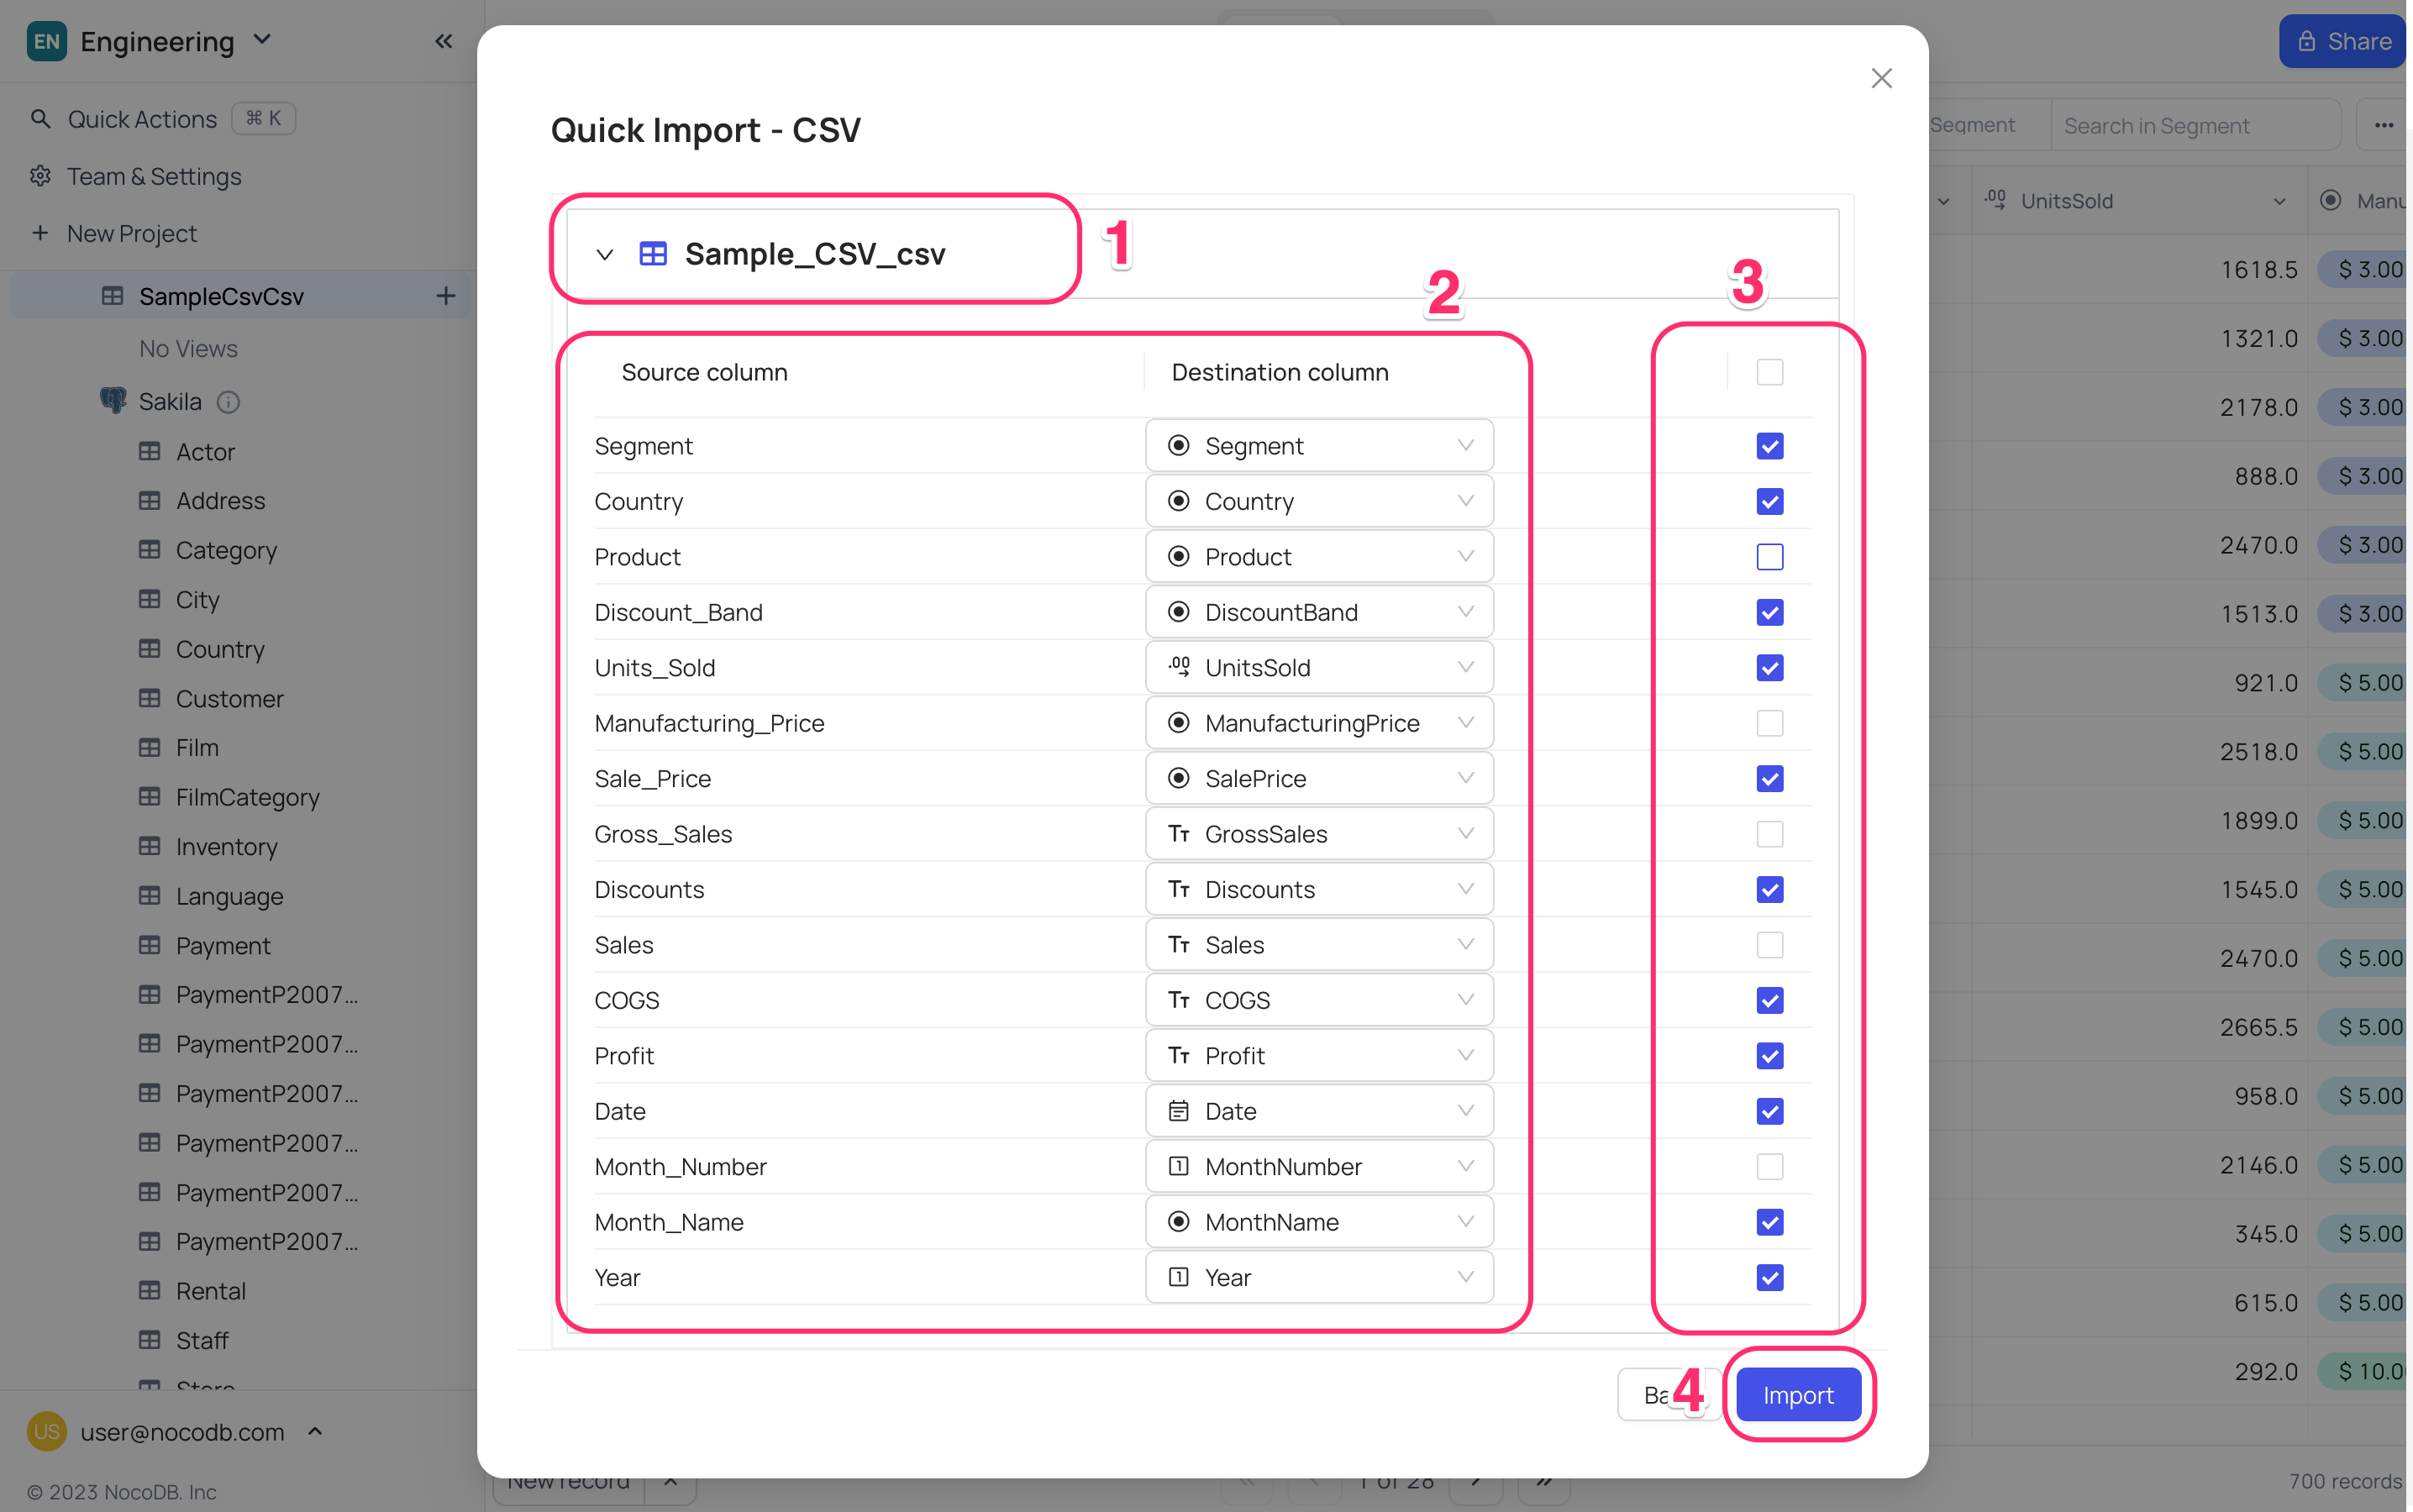 EN Engineering
Quick Actions ⌘ K
Team & Settings
New Project
SampleCsvCsv
No Views
Sakila
Actor
Address
Category
City
Country
Customer
Film
FilmCategory
Inventory
Language
Payment
PaymentP2007...
PaymentP2007...
PaymentP2007...
PaymentP2007...
PaymentP2007...
PaymentP2007...
Rental
Staff
Store
US user@nocodb.com
© 2023 NocoDB. Inc
Quick Import - CSV
Sample_CSV_csv
1
2
3
Source column Destination column
Segment Segment
Country Country
Product Product
Discount_Band DiscountBand
Units_Sold UnitsSold
Manufacturing_Price ManufacturingPrice
Sale_Price SalePrice
Gross_Sales GrossSales
Discounts Discounts
Sales Sales
COGS COGS
Profit Profit
Date Date
Month_Number MonthNumber
Month_Name MonthName
Year Year
4
Import
Share
Segment Search in Segment
UnitsSold
1618.5 $ 3.00
1321.0 $ 3.00
2178.0 $ 3.00
888.0 $ 3.00
2470.0 $ 3.00
1513.0 $ 3.00
921.0 $ 5.00
2518.0 $ 5.00
1899.0 $ 5.00
1545.0 $ 5.00
2470.0 $ 5.00
2665.5 $ 5.00
958.0 $ 5.00
2146.0 $ 5.00
345.0 $ 5.00
615.0 $ 5.00
292.0 $ 10.0
New record
1 of 28
700 records